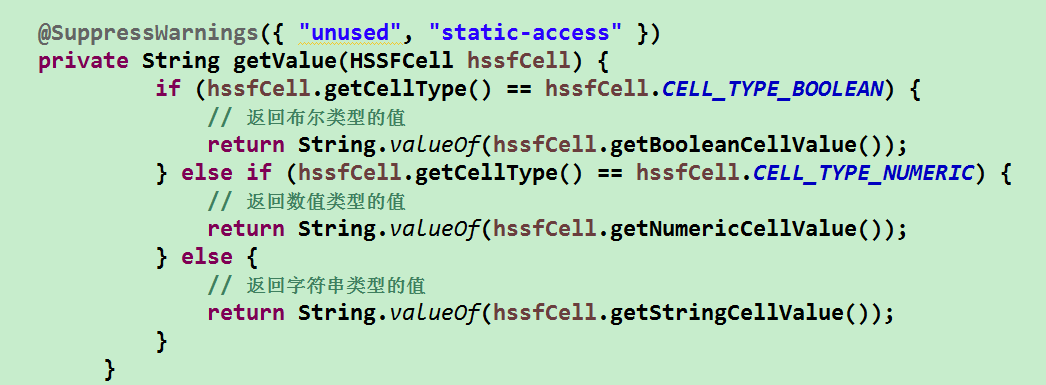 @SuppressWarnings({ "unused", "static-access" })
private String getValue(HSSFCell hssfCell) {
if (hssfCell.getCellType() == hssfCell.CELL_TYPE_BOOLEAN) {
// 返回布尔类型的值
return String.valueOf(hssfCell.getBooleanCellValue());
} else if (hssfCell.getCellType() == hssfCell.CELL_TYPE_NUMERIC) {
// 返回数值类型的值
return String.valueOf(hssfCell.getNumericCellValue());
} else {
// 返回字符串类型的值
return String.valueOf(hssfCell.getStringCellValue());
}
}